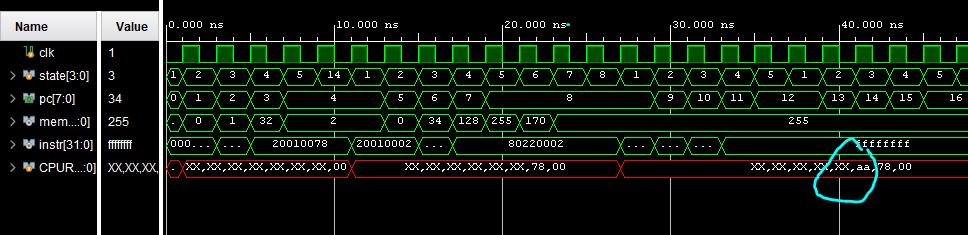 Name Value 0.000 ns 10.000 ns 20.000 ns 30.000 ns 40.000 ns
clk 1
state[3:0] 3 1 2 3 4 5 14 1 2 3 4 5 6 7 8 1 2 3 4 5 1 2 3 4 5
pc[7:0] 34 0 1 2 3 4 5 6 7 8 9 10 11 12 13 14 15 16
mem...:0] 255 . 0 1 32 2 0 34 128 255 170 255
instr[31:0] ffffffff 000... ... 20010078 20010002 ... 80220002 ... ... ... ffffffff
CPUR...:0] XX,XX,XX, . XX,XX,XX,XX,XX,XX,00 XX,XX,XX,XX,XX,78,00 XX,XX,XX,XX,XX,aa,78,00